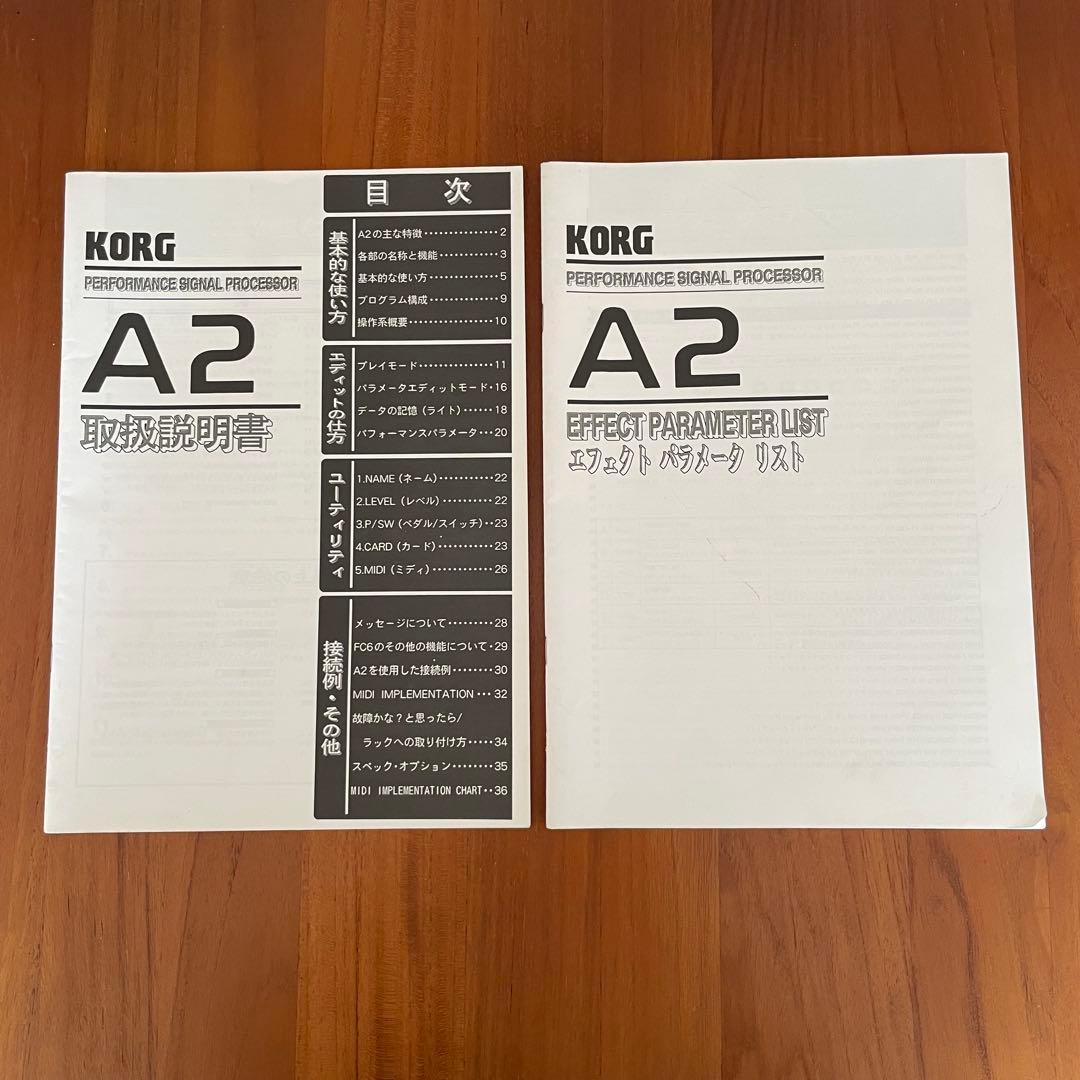 KORG
PERFORMANCE SIGNAL PROCESSOR
A2
取扱説明書
目 次
基本的な使い方
A2の主な特徴・・・・・・・・・・・・・・・2
各部の名称と機能・・・・・・・・・・・・3
基本的な使い方・・・・・・・・・・・・・・5
プログラム構成・・・・・・・・・・・・・・9
操作系概要・・・・・・・・・・・・・・・・・10
エディットの仕方
プレイモード・・・・・・・・・・・・・・・11
パラメータエディットモード・16
データの記憶(ライト)・・・・・・18
パフォーマンスパラメータ・・20
ユーティリティ
1.NAME(ネーム)・・・・・・・・・・・22
2.LEVEL(レベル)・・・・・・・・・・22
3.P/SW(ペダル/スイッチ)・・23
4.CARD(カード)・・・・・・・・・・・23
5.MIDI(ミディ)・・・・・・・・・・・・26
接続例・その他
メッセージについて・・・・・・・・・28
FC6のその他の機能について・29
A2を使用した接続例・・・・・・・・30
MIDI IMPLEMENTATION・・・32
故障かな?と思ったら/
ラックへの取り付け方・・・・・34
スペック・オプション・・・・・・・・35
MIDI IMPLEMENTATION CHART・・36
KORG
PERFORMANCE SIGNAL PROCESSOR
A2
EFFECT PARAMETER LIST
エフェクト パラメータ リスト